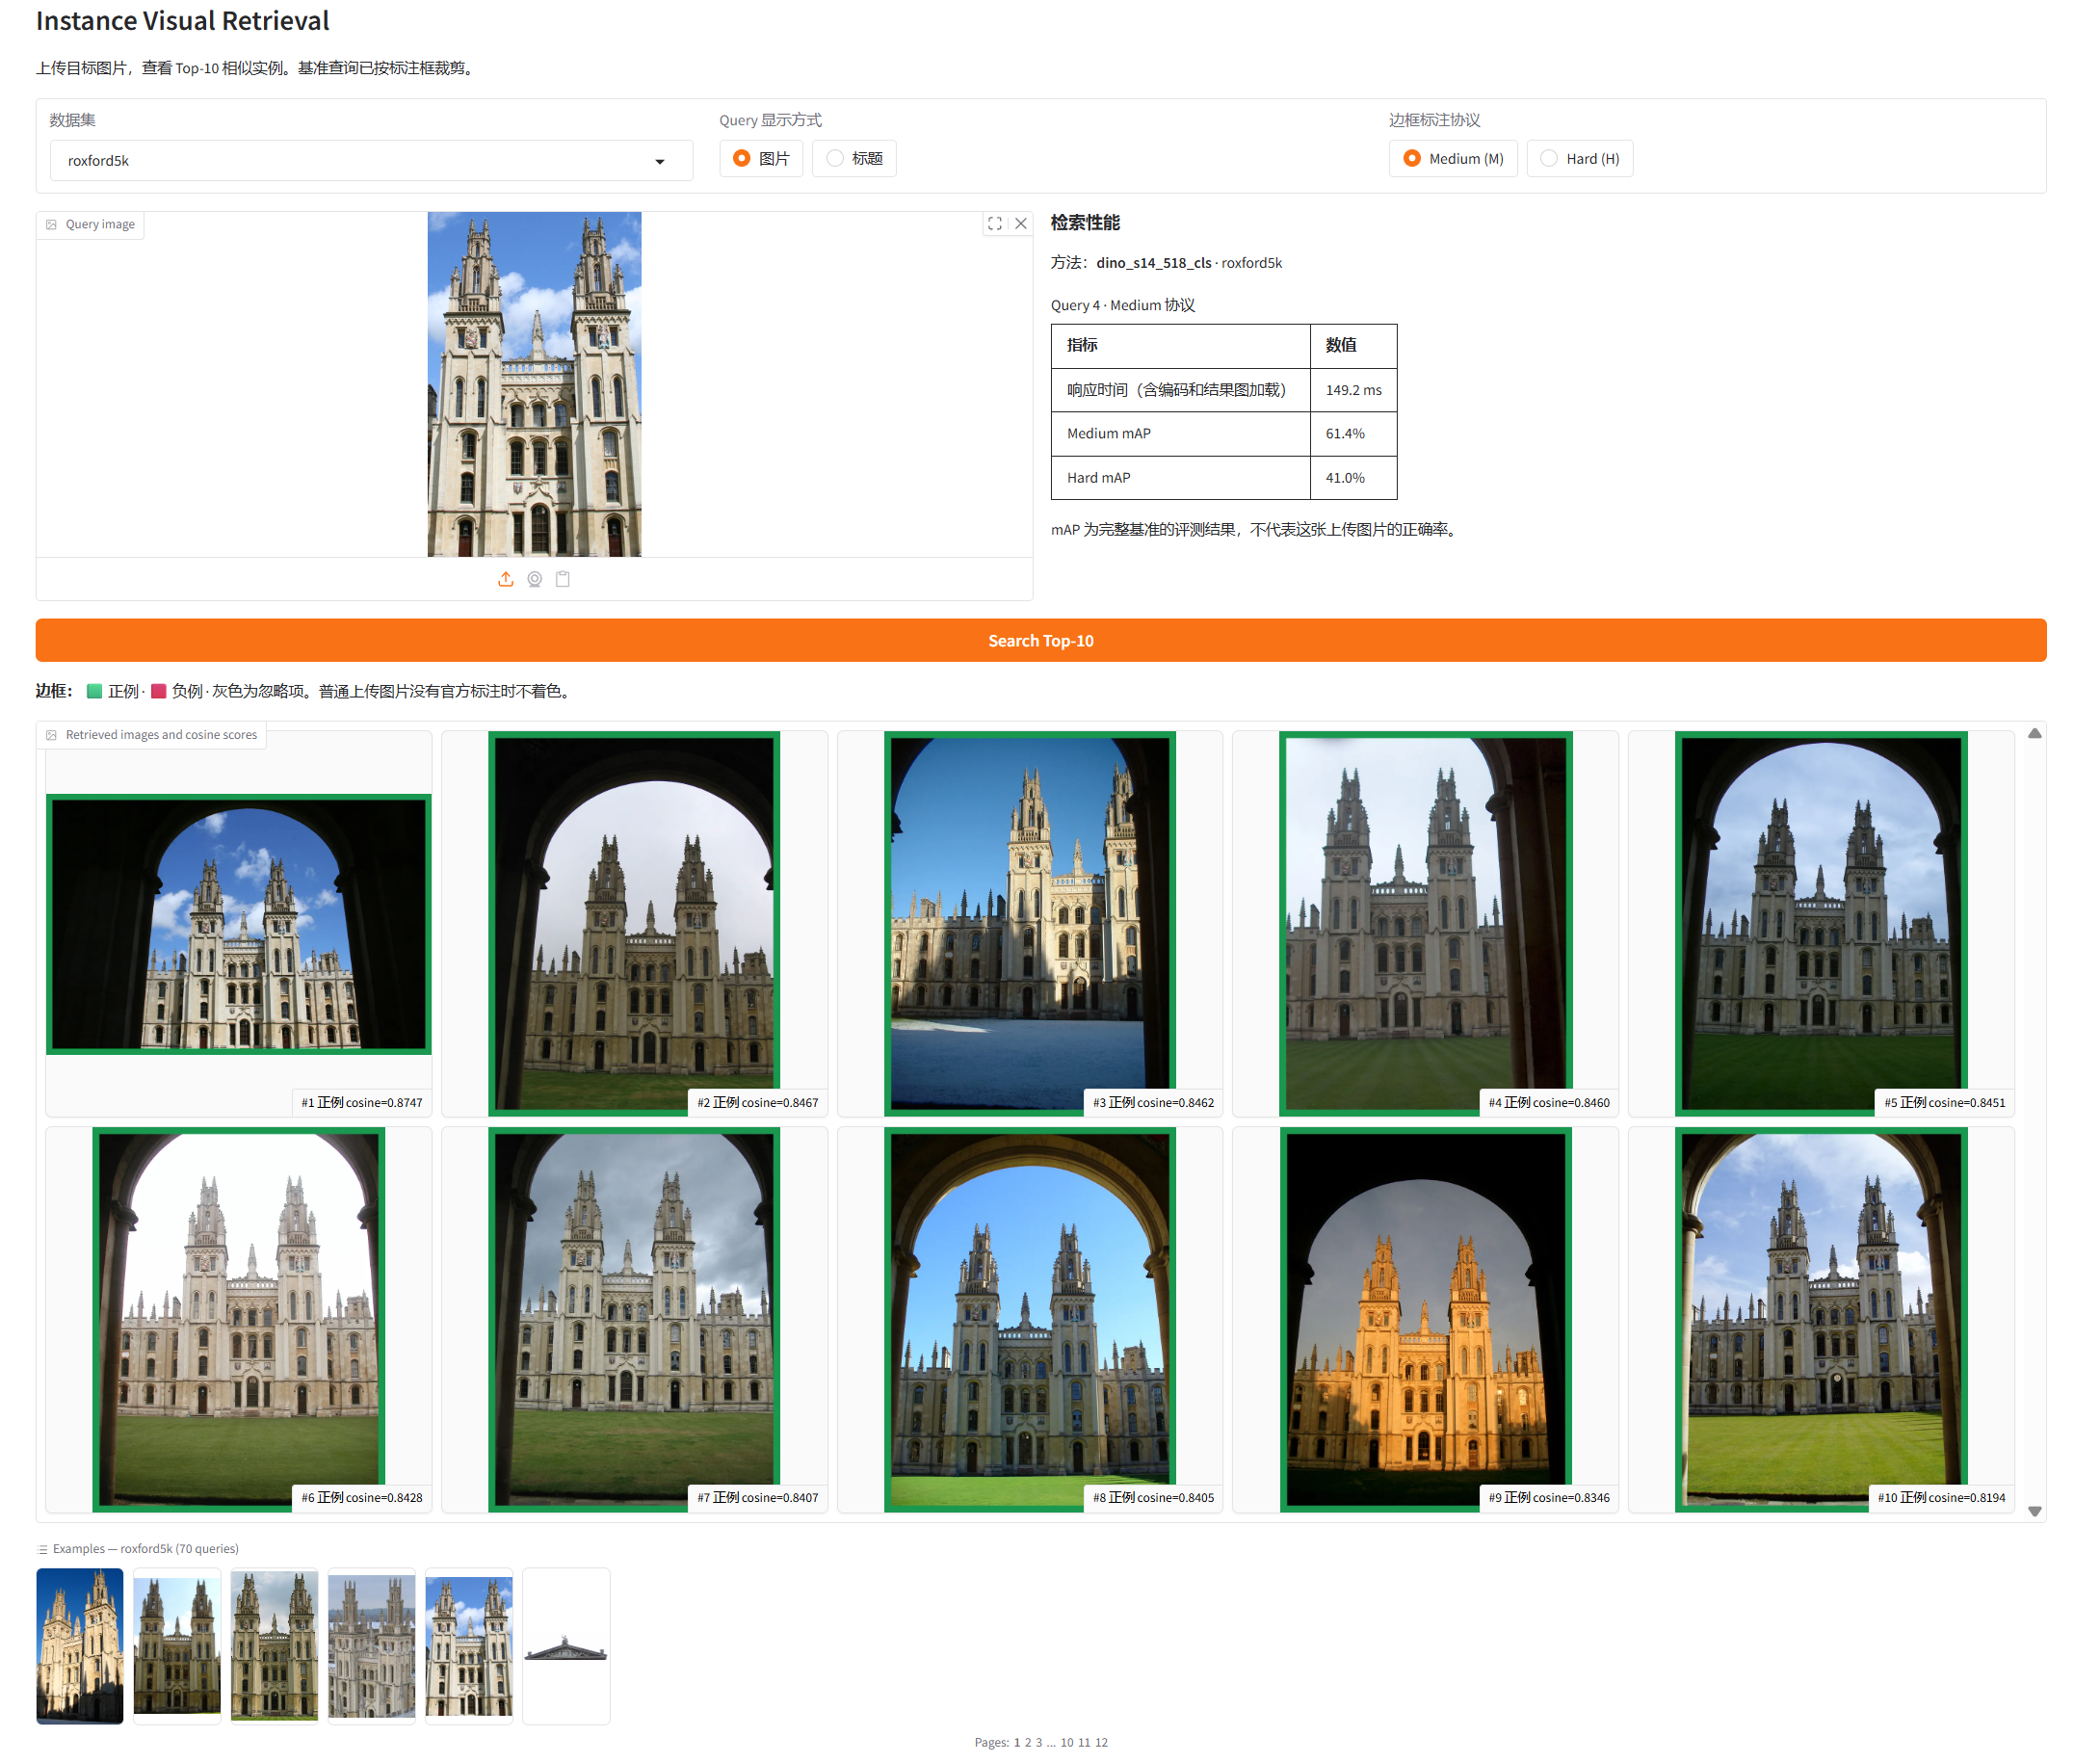 Instance Visual Retrieval
上传目标图片，查看 Top-10 相似实例。基准查询已按标注框裁剪。
数据集
roxford5k
Query 显示方式
图片
标题
边框标注协议
Medium (M)
Hard (H)
Query image
检索性能
方法：dino_s14_518_cls · roxford5k
Query 4 · Medium 协议
指标 数值
响应时间（含编码和结果图加载） 149.2 ms
Medium mAP 61.4%
Hard mAP 41.0%
mAP 为完整基准的评测结果，不代表这张上传图片的正确率。
Search Top-10
边框： 正例 · 负例 · 灰色为忽略项。普通上传图片没有官方标注时不着色。
Retrieved images and cosine scores
#1 正例 cosine=0.8747
#2 正例 cosine=0.8467
#3 正例 cosine=0.8462
#4 正例 cosine=0.8460
#5 正例 cosine=0.8451
#6 正例 cosine=0.8428
#7 正例 cosine=0.8407
#8 正例 cosine=0.8405
#9 正例 cosine=0.8346
#10 正例 cosine=0.8194
Examples — roxford5k (70 queries)
Pages: 1 2 3 ... 10 11 12